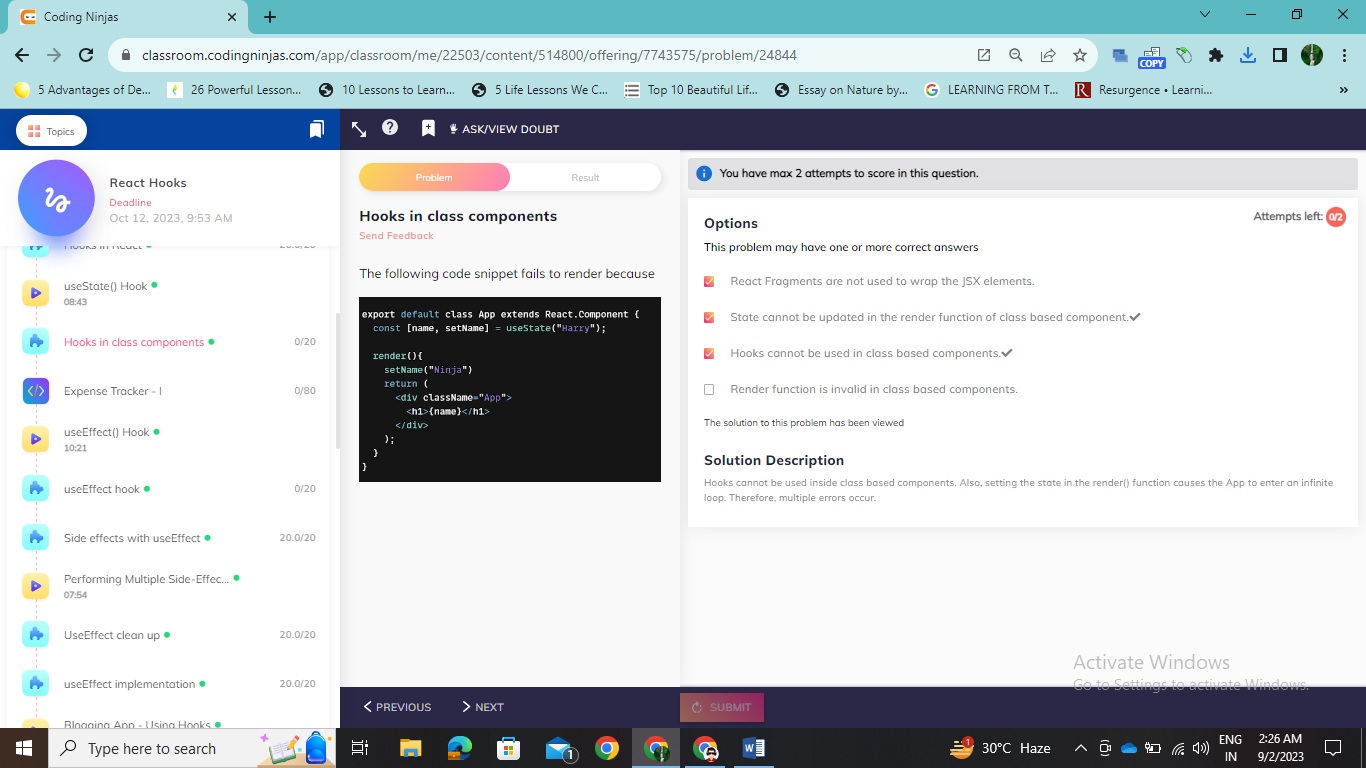 Coding Ninjas
classroom.codingninjas.com/app/classroom/me/22503/content/514800/offering/7743575/problem/24844
COPY
5 Advantages of De...
26 Powerful Lesson...
10 Lessons to Learn...
5 Life Lessons We C...
Top 10 Beautiful Lif...
Essay on Nature by...
LEARNING FROM T...
Resurgence • Learni...
»
Topics
ASK/VIEW DOUBT
React Hooks
Deadline
Oct 12, 2023, 9:53 AM
Hooks in React
20.0/20
useState() Hook
08:43
Hooks in class components
0/20
Expense Tracker - I
0/80
useEffect() Hook
10:21
useEffect hook
0/20
Side effects with useEffect
20.0/20
Performing Multiple Side-Effec...
07:54
UseEffect clean up
20.0/20
useEffect implementation
20.0/20
Blogging App - Using Hooks
Problem
Result
Hooks in class components
Send Feedback
The following code snippet fails to render because
export default class App extends React.Component {
const [name, setName] = useState("Harry");
render(){
setName("Ninja")
return (
<div className="App">
<h1>{name}</h1>
</div>
);
}
}
You have max 2 attempts to score in this question.
Options
Attempts left: 0/2
This problem may have one or more correct answers
React Fragments are not used to wrap the JSX elements.
State cannot be updated in the render function of class based component.
Hooks cannot be used in class based components.
Render function is invalid in class based components.
The solution to this problem has been viewed
Solution Description
Hooks cannot be used inside class based components. Also, setting the state in the render() function causes the App to enter an infinite
loop. Therefore, multiple errors occur.
Activate Windows
Go to Settings to activate Windows.
PREVIOUS
NEXT
SUBMIT
Type here to search
1
1
30°C Haze
ENG
IN
2:26 AM
9/2/2023